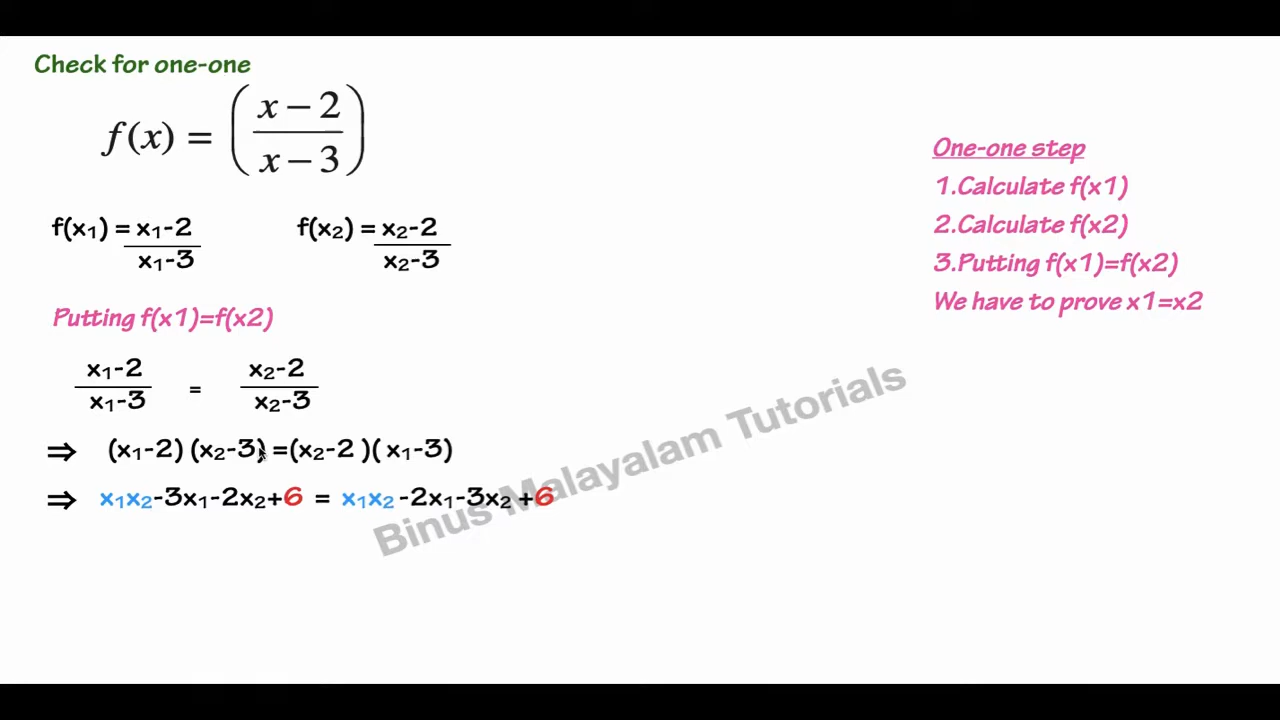 Check for one-one
f(x) = (x − 2 / x − 3)
f(x₁) = x₁-2 / x₁-3 f(x₂) = x₂-2 / x₂-3
Putting f(x1)=f(x2)
x₁-2 / x₁-3 = x₂-2 / x₂-3
⇒ (x₁-2) (x₂-3) =(x₂-2 )( x₁-3)
⇒ x₁x₂-3x₁-2x₂+6 = x₁x₂ -2x₁-3x₂ +6
One-one step
1.Calculate f(x1)
2.Calculate f(x2)
3.Putting f(x1)=f(x2)
We have to prove x1=x2
Binus Malayalam Tutorials